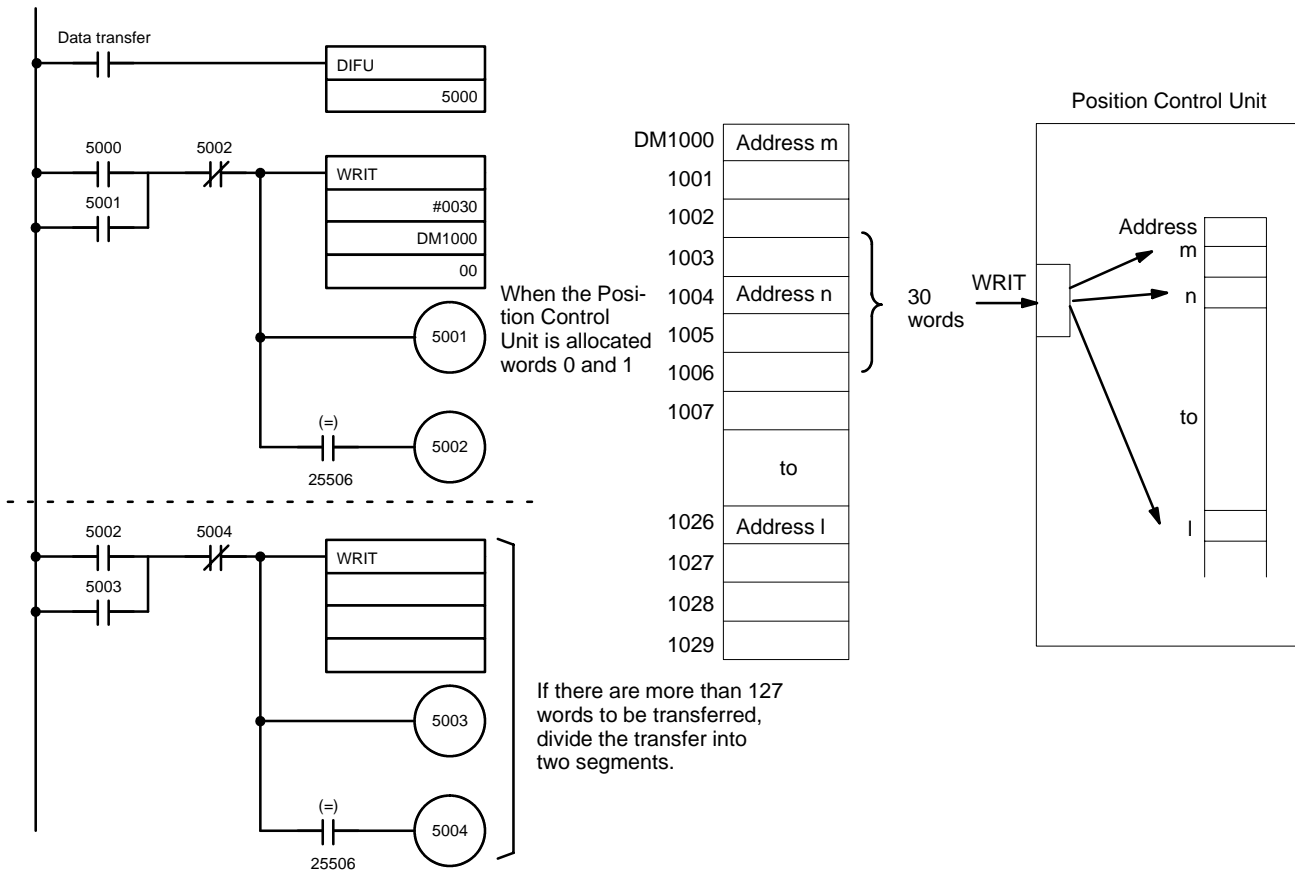 Data transfer
DIFU
5000
5000
5002
5001
WRIT
#0030
DM1000
00
When the Posi-
tion Control
Unit is allocated
words 0 and 1
5001
(=)
25506
5002
5002
5004
5003
WRIT
5003
(=)
25506
5004
If there are more than 127
words to be transferred,
divide the transfer into
two segments.
DM1000 Address m
1001
1002
1003
1004 Address n
1005
1006
1007
to
1026 Address l
1027
1028
1029
30
words
WRIT
Position Control Unit
Address
m
n
to
l